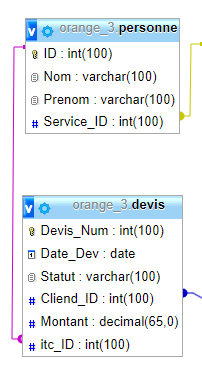 v orange_3.personne
ID : int(100)
Nom : varchar(100)
Prenom : varchar(100)
# Service_ID : int(100)
v orange_3.devis
Devis_Num : int(100)
Date_Dev : date
Statut : varchar(100)
# Cliend_ID : int(100)
# Montant : decimal(65,0)
# itc_ID : int(100)